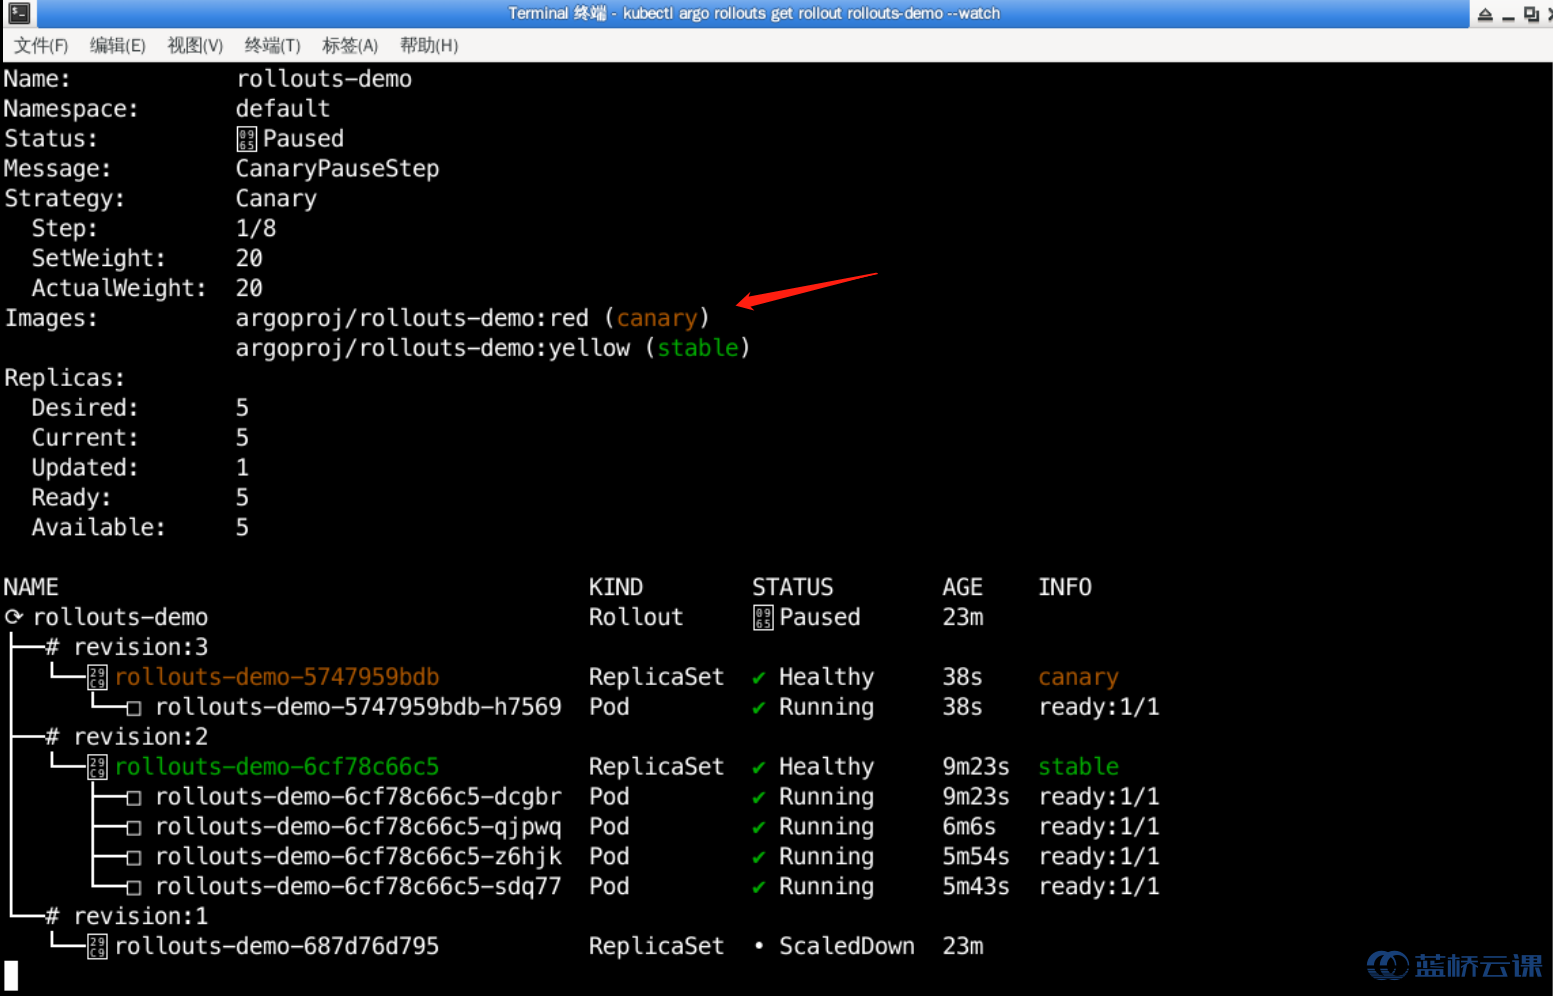 Terminal 终端 - kubectl argo rollouts get rollout rollouts-demo --watch
文件(F) 编辑(E) 视图(V) 终端(T) 标签(A) 帮助(H)
Name: rollouts-demo
Namespace: default
Status: Paused
Message: CanaryPauseStep
Strategy: Canary
Step: 1/8
SetWeight: 20
ActualWeight: 20
Images: argoproj/rollouts-demo:red (canary)
argoproj/rollouts-demo:yellow (stable)
Replicas:
Desired: 5
Current: 5
Updated: 1
Ready: 5
Available: 5
NAME KIND STATUS AGE INFO
⟳ rollouts-demo Rollout Paused 23m
├──# revision:3
│ └── rollouts-demo-5747959bdb ReplicaSet ✔ Healthy 38s canary
│ └──□ rollouts-demo-5747959bdb-h7569 Pod ✔ Running 38s ready:1/1
├──# revision:2
│ └── rollouts-demo-6cf78c66c5 ReplicaSet ✔ Healthy 9m23s stable
│ ├──□ rollouts-demo-6cf78c66c5-dcgbr Pod ✔ Running 9m23s ready:1/1
│ ├──□ rollouts-demo-6cf78c66c5-qjpwq Pod ✔ Running 6m6s ready:1/1
│ ├──□ rollouts-demo-6cf78c66c5-z6hjk Pod ✔ Running 5m54s ready:1/1
│ └──□ rollouts-demo-6cf78c66c5-sdq77 Pod ✔ Running 5m43s ready:1/1
└──# revision:1
└── rollouts-demo-687d76d795 ReplicaSet • ScaledDown 23m
蓝桥云课